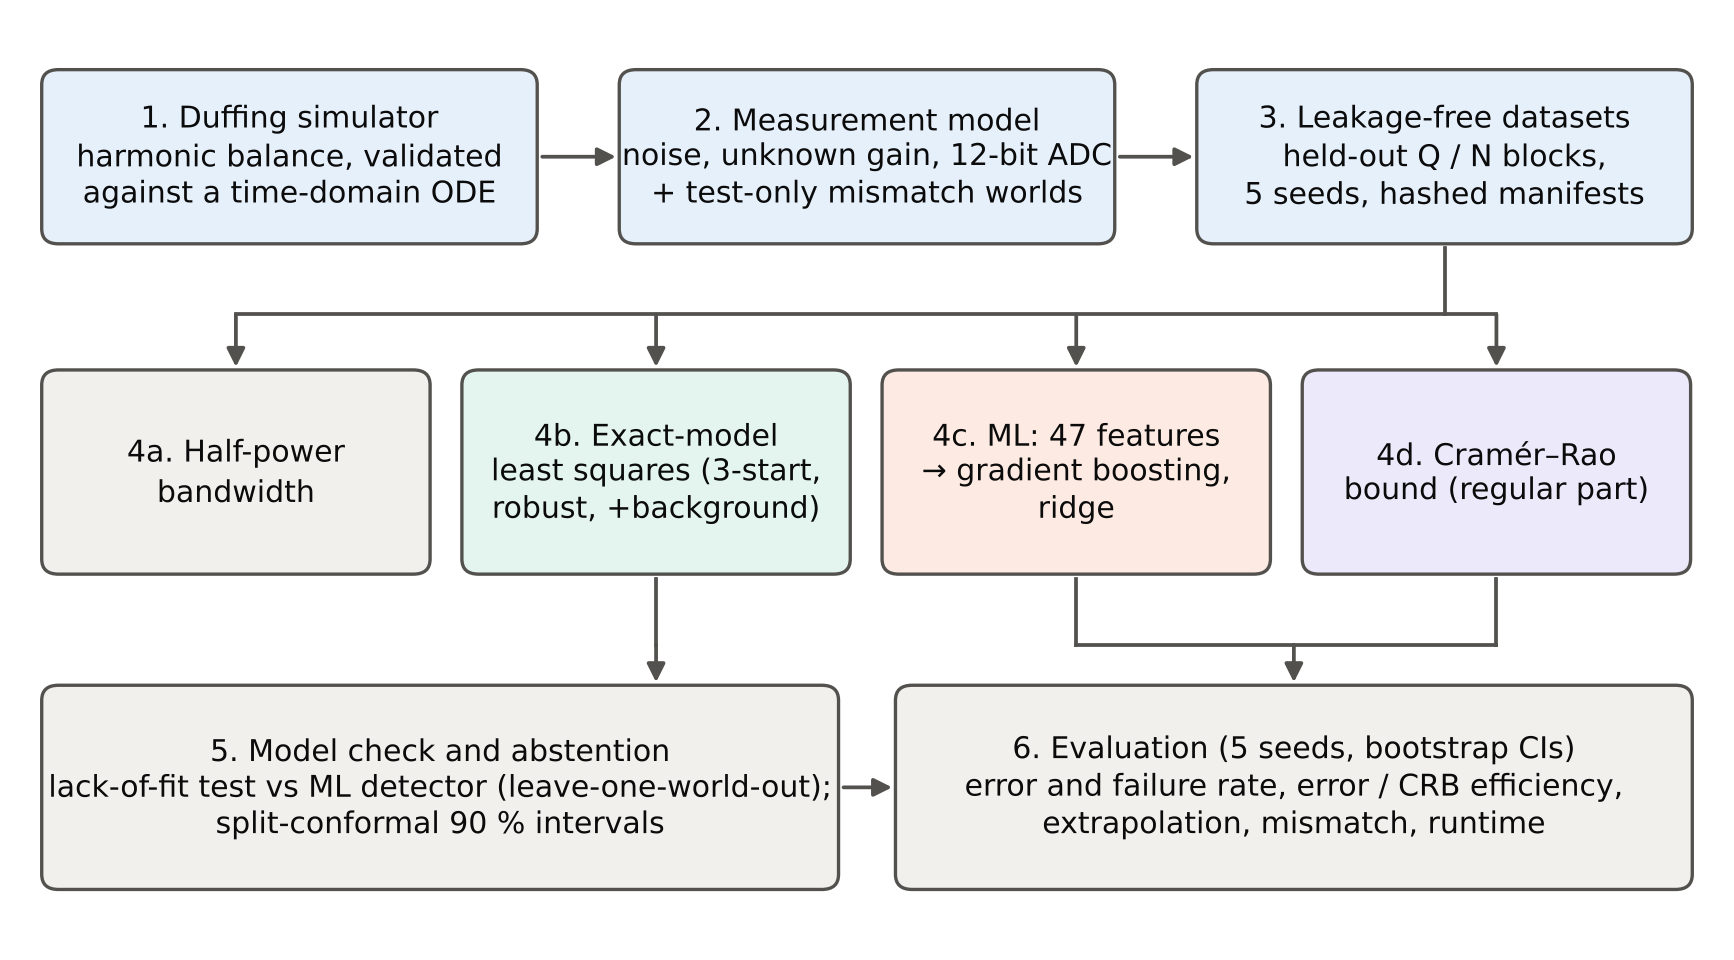 1. Duffing simulator
harmonic balance, validated
against a time-domain ODE
2. Measurement model
noise, unknown gain, 12-bit ADC
+ test-only mismatch worlds
3. Leakage-free datasets
held-out Q / N blocks,
5 seeds, hashed manifests
4a. Half-power
bandwidth
4b. Exact-model
least squares (3-start,
robust, +background)
4c. ML: 47 features
→ gradient boosting,
ridge
4d. Cramér–Rao
bound (regular part)
5. Model check and abstention
lack-of-fit test vs ML detector (leave-one-world-out);
split-conformal 90 % intervals
6. Evaluation (5 seeds, bootstrap CIs)
error and failure rate, error / CRB efficiency,
extrapolation, mismatch, runtime